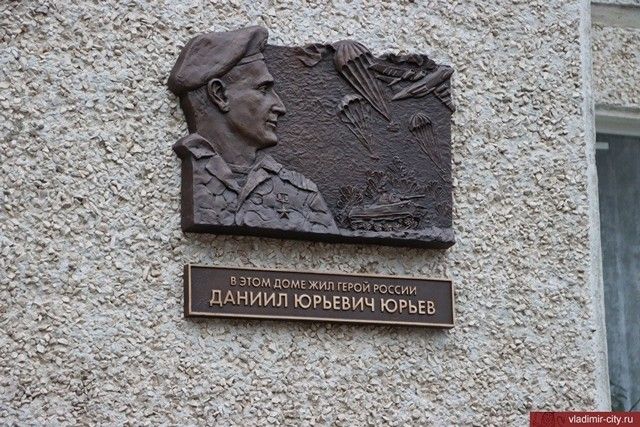 В ЭТОМ ДОМЕ ЖИЛ ГЕРОЙ РОССИИ
ДАНИИЛ ЮРЬЕВИЧ ЮРЬЕВ
vladimir-city.ru